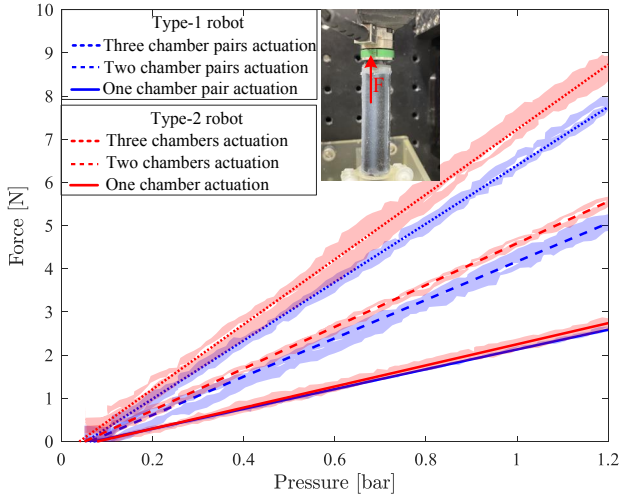 Type-1 robot
Three chamber pairs actuation
Two chamber pairs actuation
One chamber pair actuation
Type-2 robot
Three chambers actuation
Two chambers actuation
One chamber actuation
F
Force [N]
10
9
8
7
6
5
4
3
2
1
0
0
0.2
0.4
0.6
0.8
1
1.2
Pressure [bar]